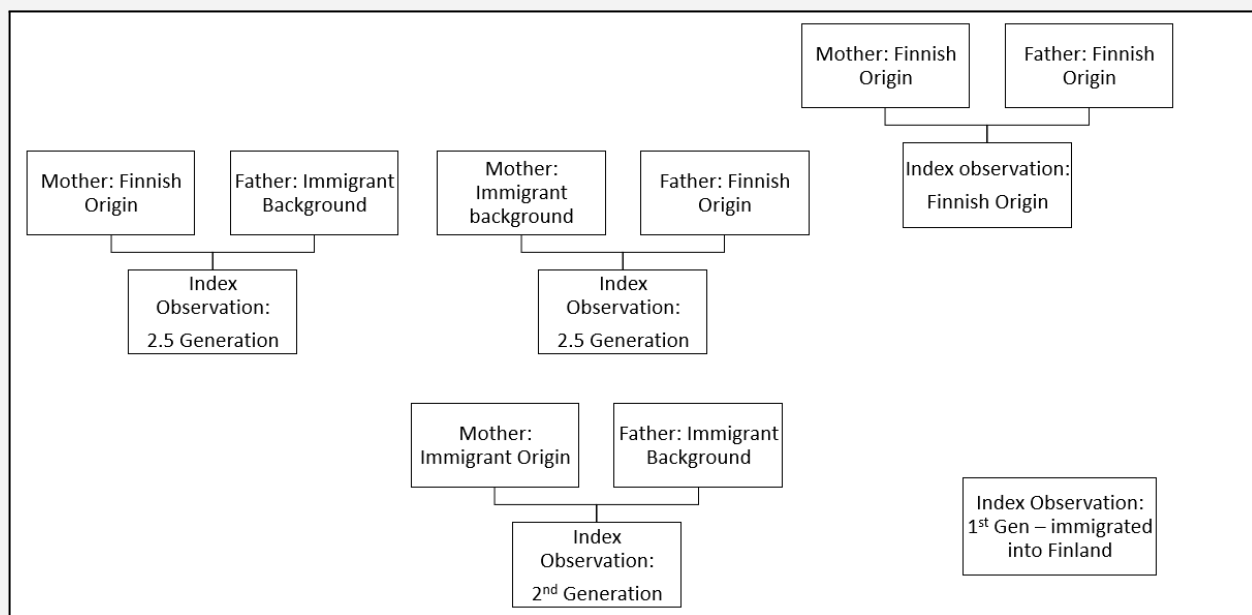 Mother: Finnish
Origin
Father: Finnish
Origin
Index observation:
Finnish Origin
Mother: Finnish
Origin
Father: Immigrant
Background
Index
Observation:
2.5 Generation
Mother:
Immigrant
background
Father: Finnish
Origin
Index
Observation:
2.5 Generation
Mother:
Immigrant Origin
Father: Immigrant
Background
Index
Observation:
2nd Generation
Index Observation:
1st Gen – immigrated
into Finland